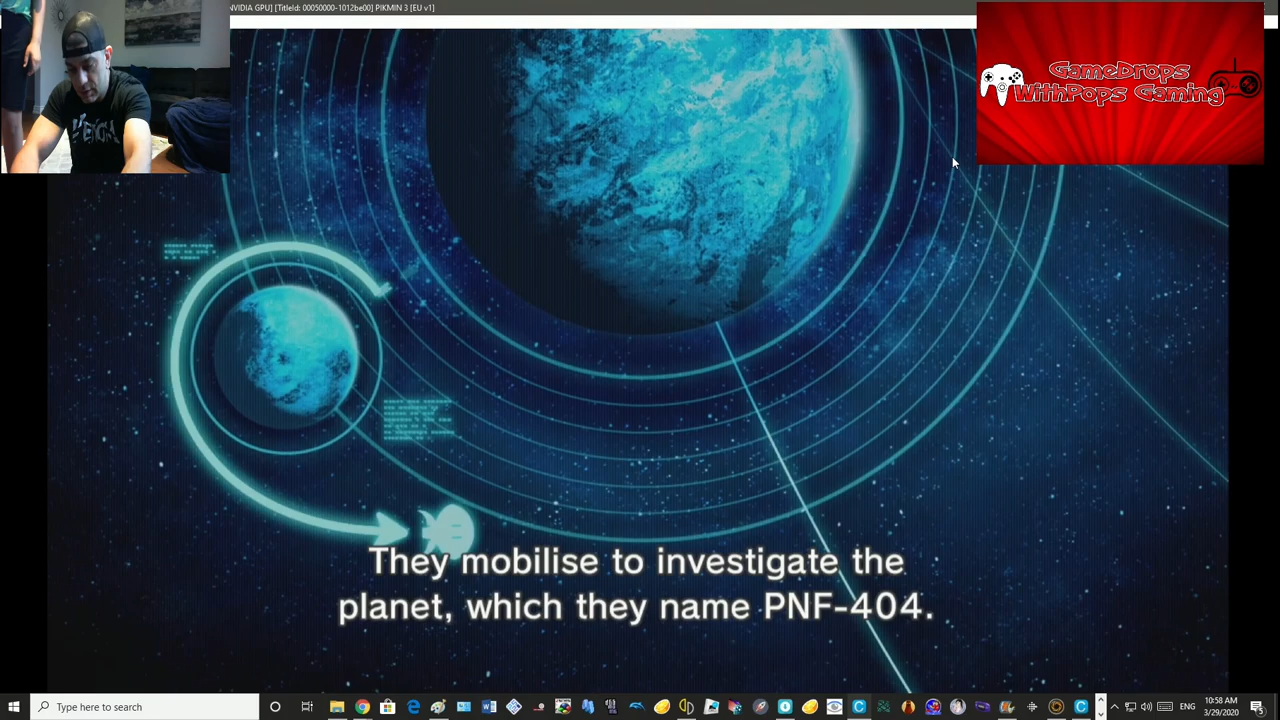 NVIDIA GPU] [TitleId: 00050000-1012be00] PIKMIN 3 [EU v1]
GameDrops
WithPops Gaming
They mobilise to investigate the
planet, which they name PNF-404.
Type here to search
ENG
10:58 AM
3/29/2020